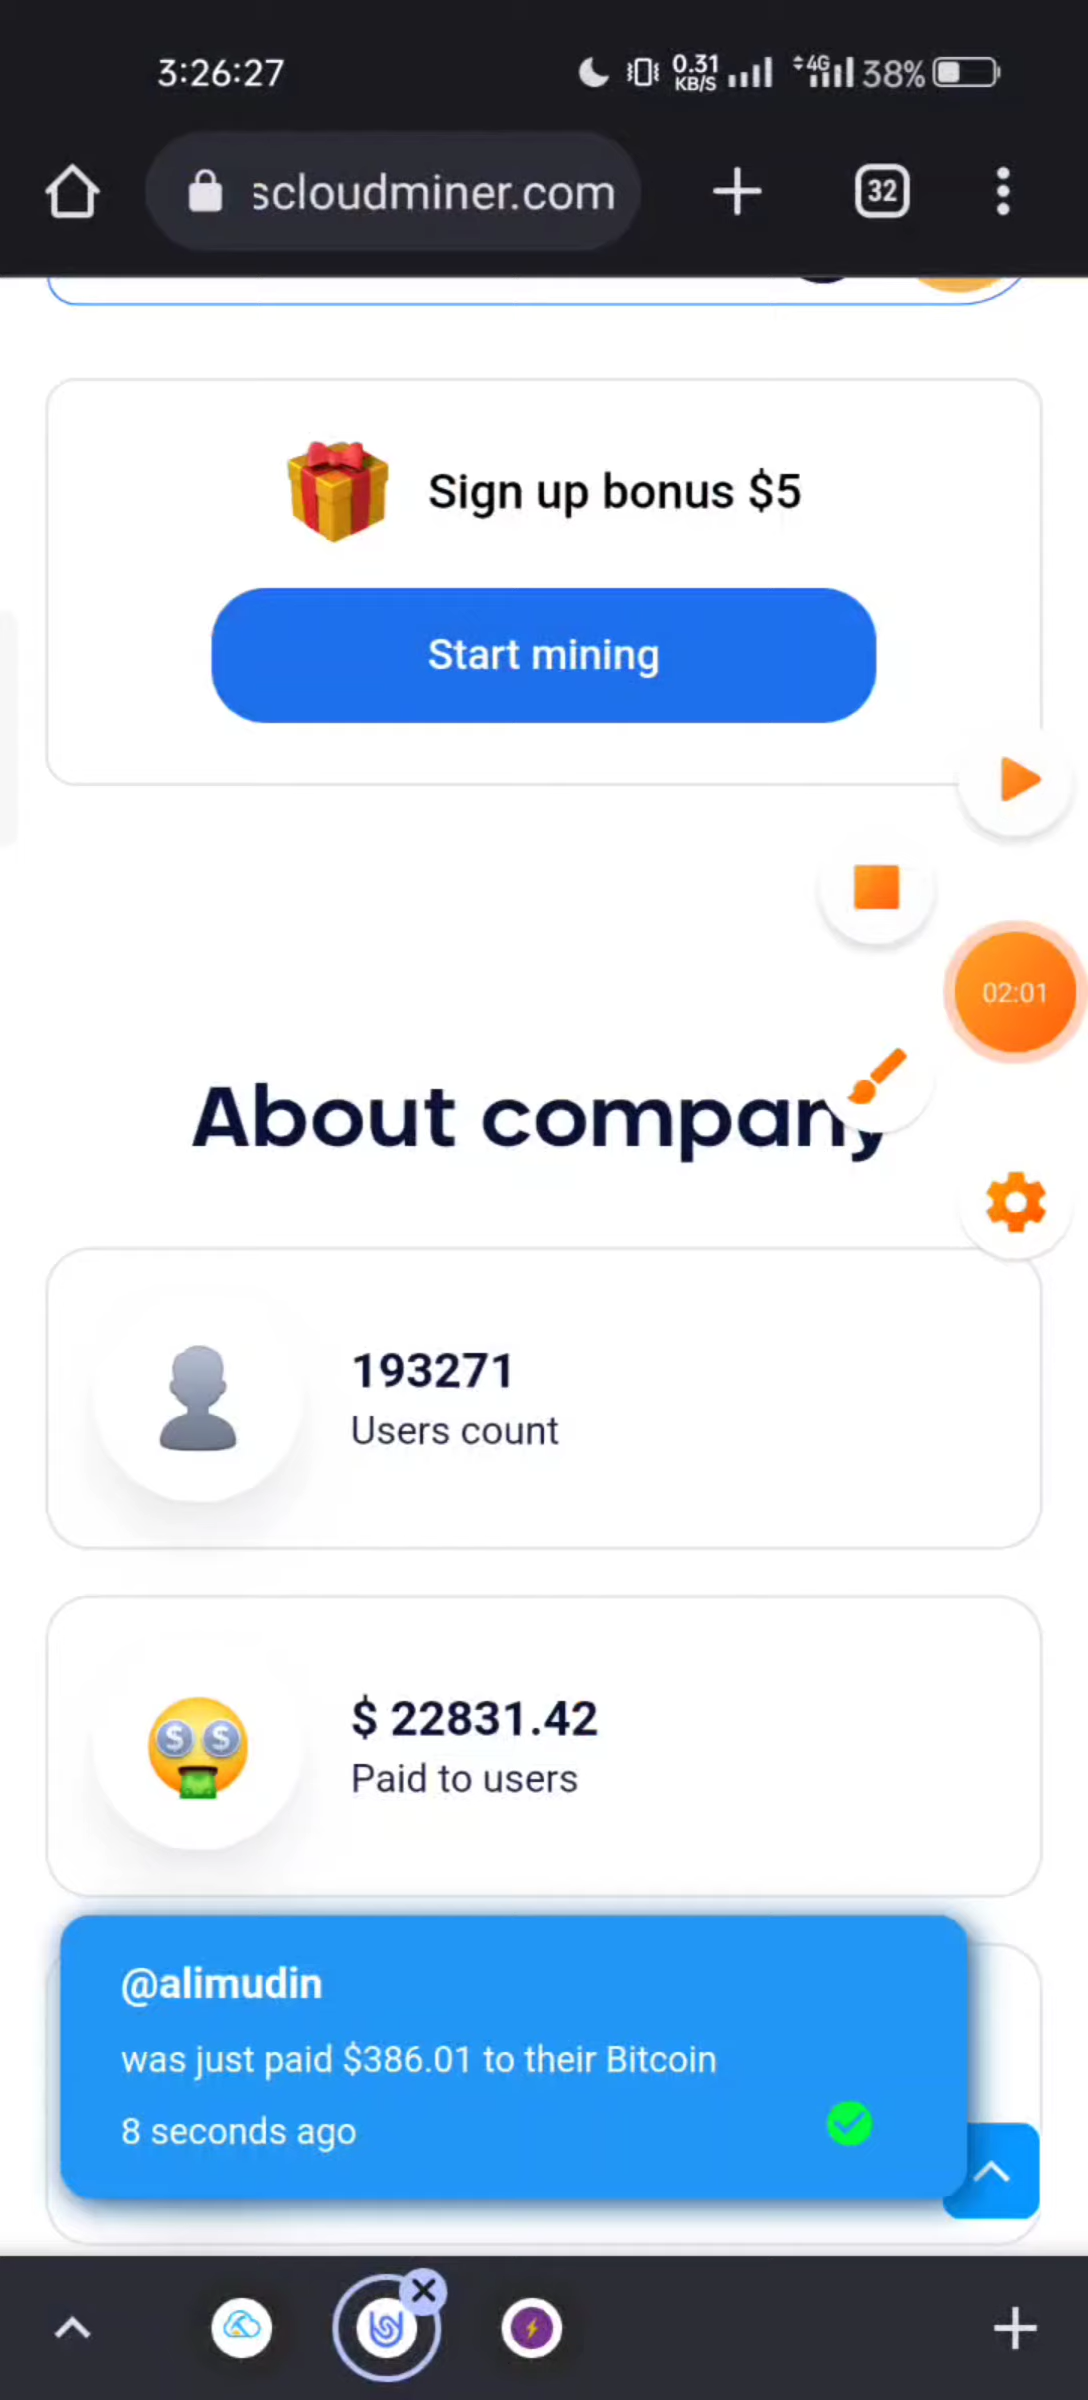 3:26:27
0.31
KB/S
4G
38%
scloudminer.com
32
Sign up bonus $5
Start mining
02:01
About company
193271
Users count
$ 22831.42
Paid to users
@alimudin
was just paid $386.01 to their Bitcoin
8 seconds ago